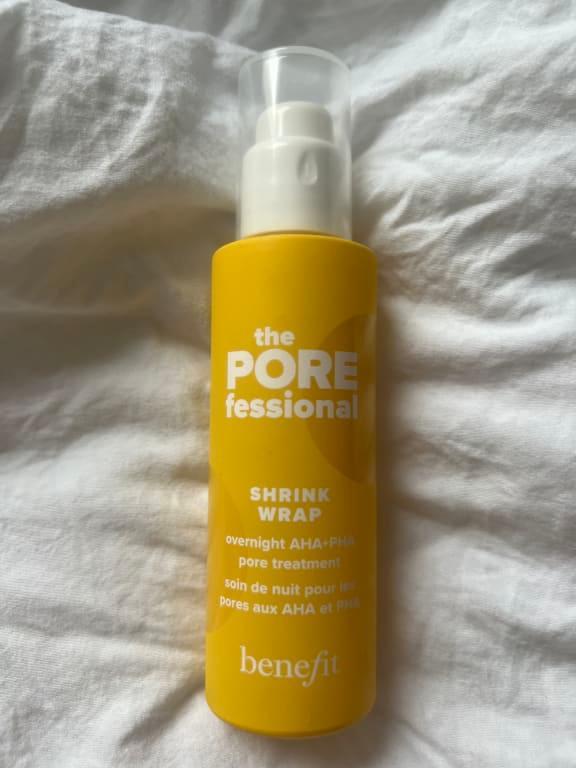 the
PORE
fessional
SHRINK
WRAP
overnight AHA+PHA
pore treatment
soin de nuit pour les
pores aux AHA et PHA
benefit